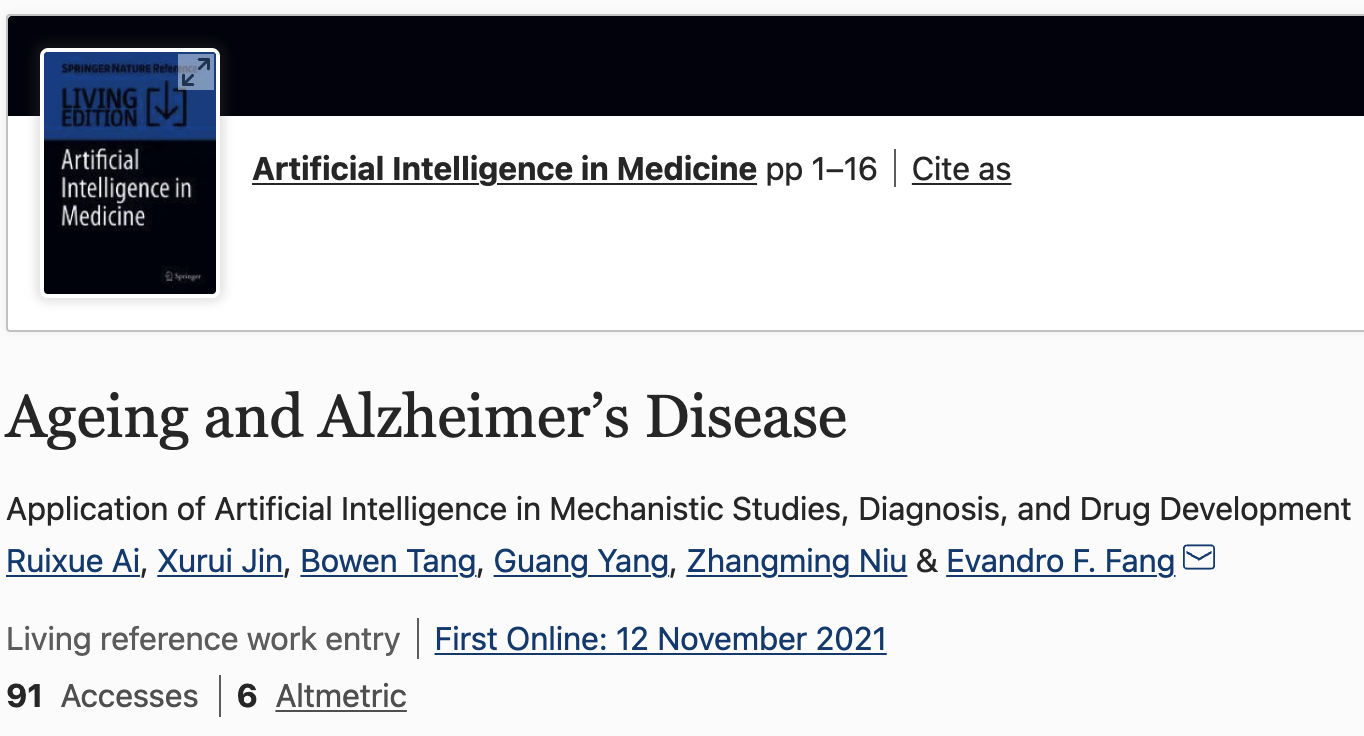 SPRINGER NATURE Reference
LIVING
EDITION
Artificial
Intelligence in
Medicine
Springer
Artificial Intelligence in Medicine pp 1–16 | Cite as
Ageing and Alzheimer’s Disease
Application of Artificial Intelligence in Mechanistic Studies, Diagnosis, and Drug Development
Ruixue Ai, Xurui Jin, Bowen Tang, Guang Yang, Zhangming Niu & Evandro F. Fang
Living reference work entry | First Online: 12 November 2021
91 Accesses | 6 Altmetric